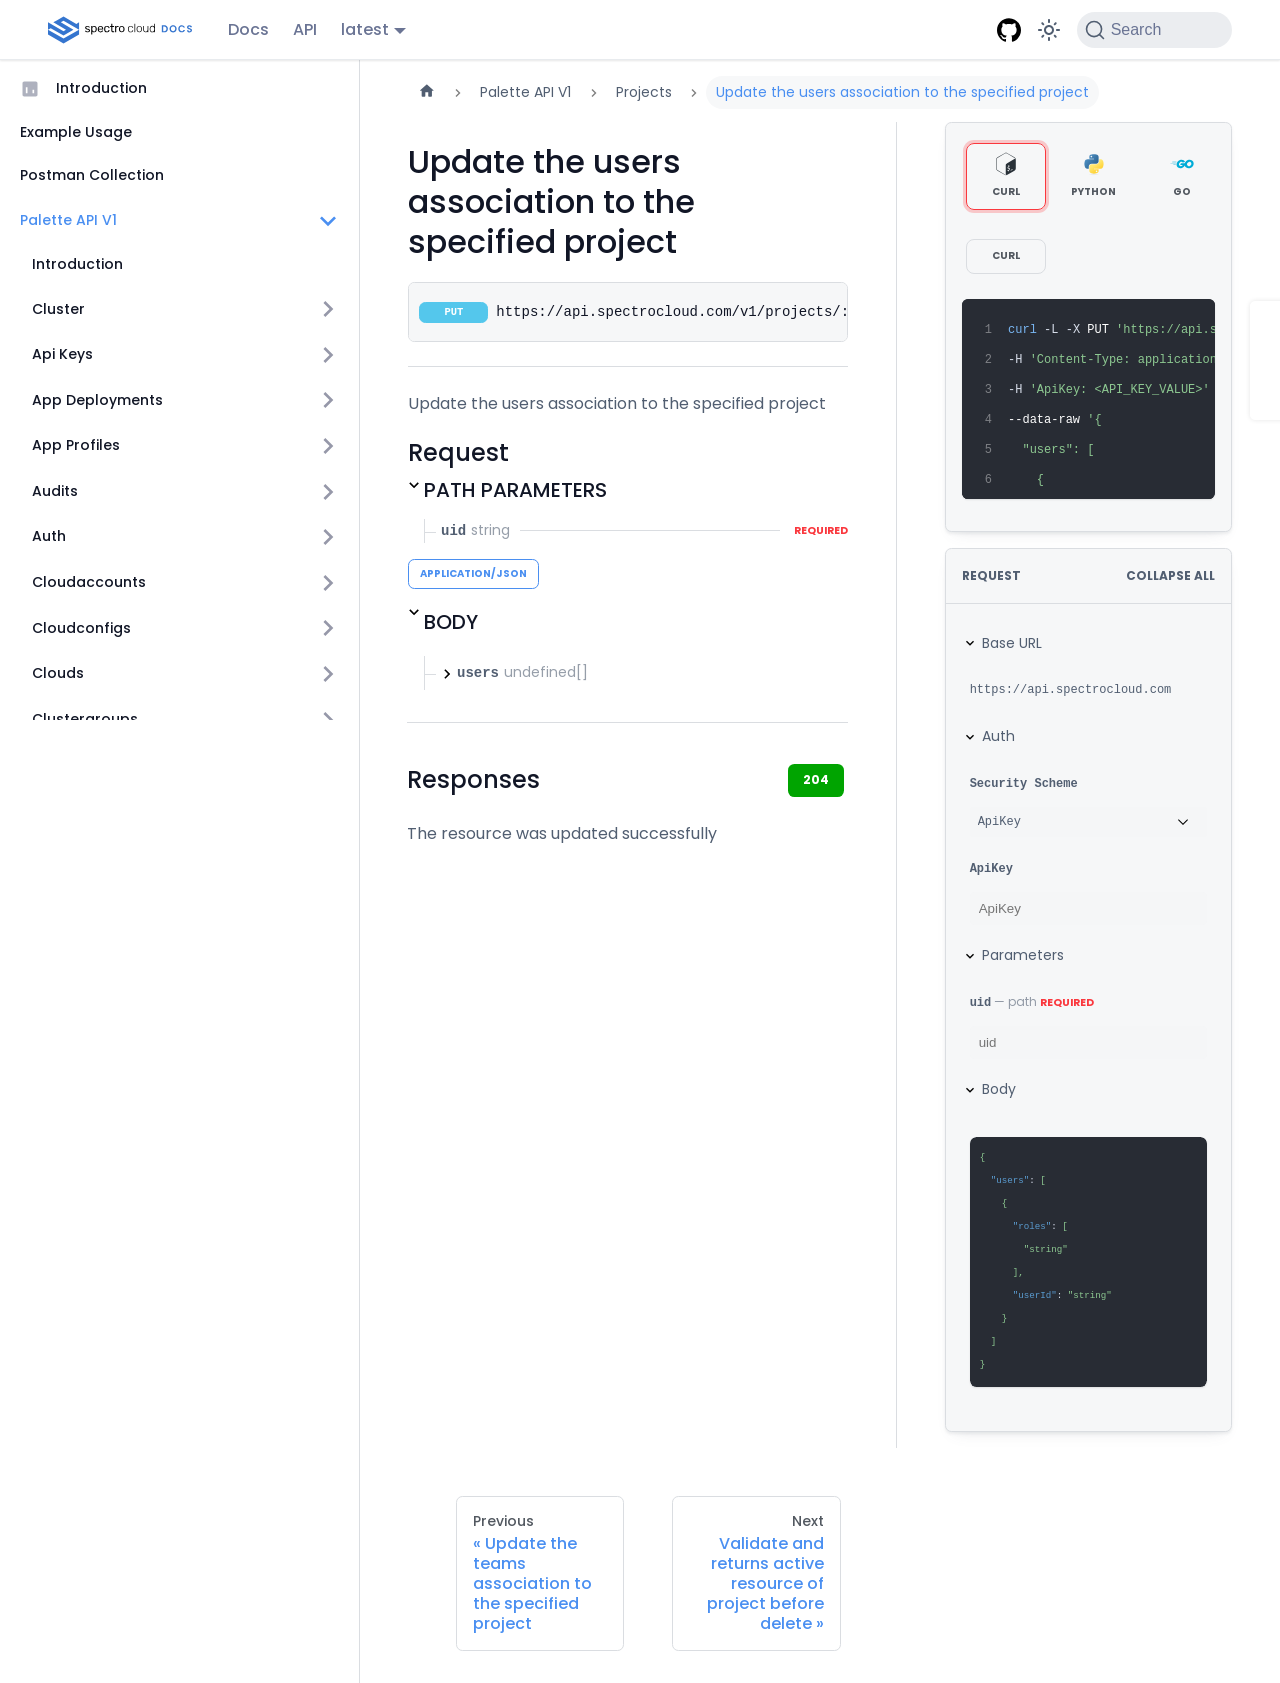 spectro cloud DOCS
Docs
API
latest
Search
Introduction
Example Usage
Postman Collection
Palette API V1
Introduction
Cluster
Api Keys
App Deployments
App Profiles
Audits
Auth
Cloudaccounts
Cloudconfigs
Clouds
Clustergroups
Palette API V1
Projects
Update the users association to the specified project
Update the users
association to the
specified project
PUT https://api.spectrocloud.com/v1/projects/:
Update the users association to the specified project
Request
PATH PARAMETERS
uid string REQUIRED
APPLICATION/JSON
BODY
users undefined[]
Responses
204
The resource was updated successfully
CURL
PYTHON
GO
CURL
1 curl -L -X PUT 'https://api.s
2 -H 'Content-Type: application
3 -H 'ApiKey: <API_KEY_VALUE>'
4 --data-raw '{
5 "users": [
6 {
REQUEST COLLAPSE ALL
Base URL
https://api.spectrocloud.com
Auth
Security Scheme
ApiKey
ApiKey
ApiKey
Parameters
uid — path REQUIRED
uid
Body
{
"users": [
{
"roles": [
"string"
],
"userId": "string"
}
]
}
Previous
« Update the
teams
association to
the specified
project
Next
Validate and
returns active
resource of
project before
delete »